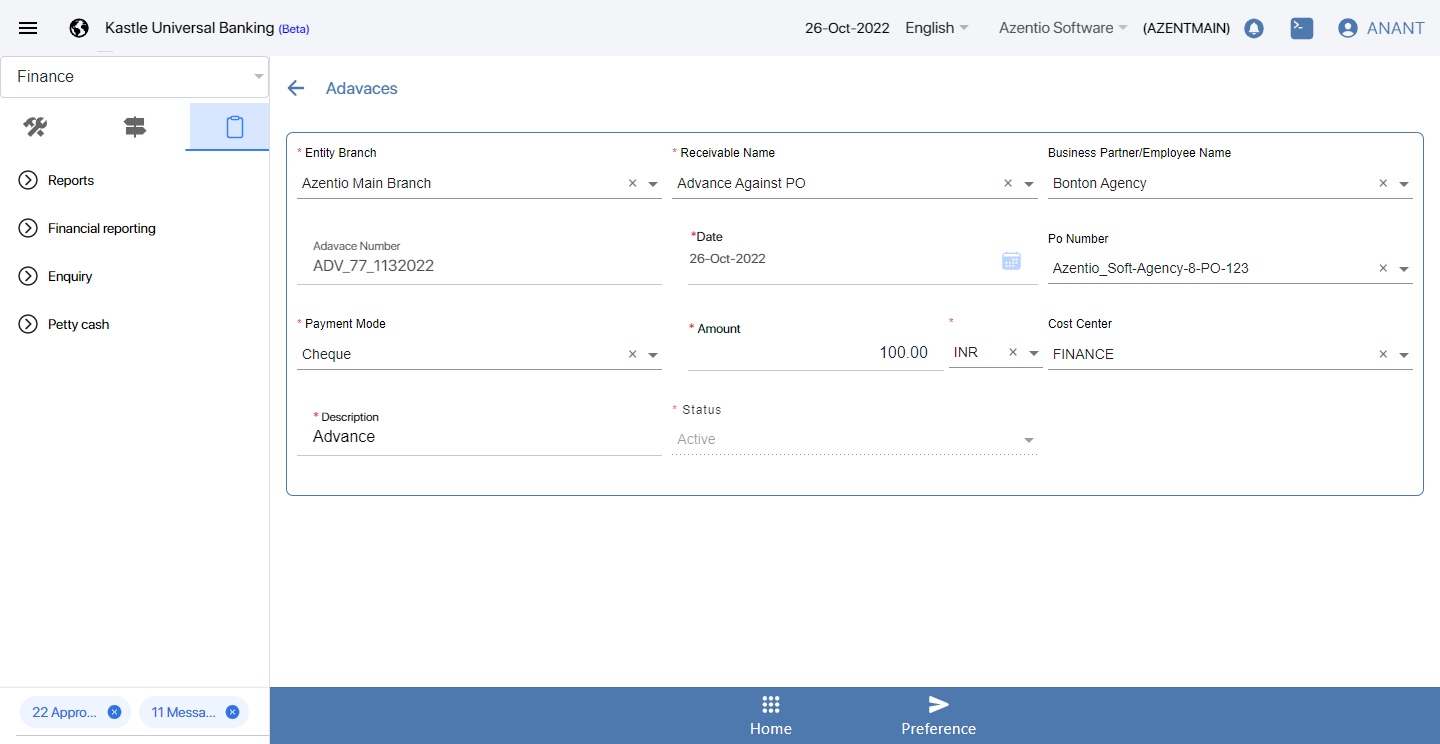 Kastle Universal Banking (Beta)
26-Oct-2022 English Azentio Software (AZENTMAIN) ANANT
Finance
Reports
Financial reporting
Enquiry
Petty cash
22 Appro... 11 Messa...
Adavaces
* Entity Branch
Azentio Main Branch
* Receivable Name
Advance Against PO
Business Partner/Employee Name
Bonton Agency
Adavace Number
ADV_77_1132022
*Date
26-Oct-2022
Po Number
Azentio_Soft-Agency-8-PO-123
* Payment Mode
Cheque
* Amount
100.00
*
INR
Cost Center
FINANCE
* Description
Advance
* Status
Active
Home
Preference